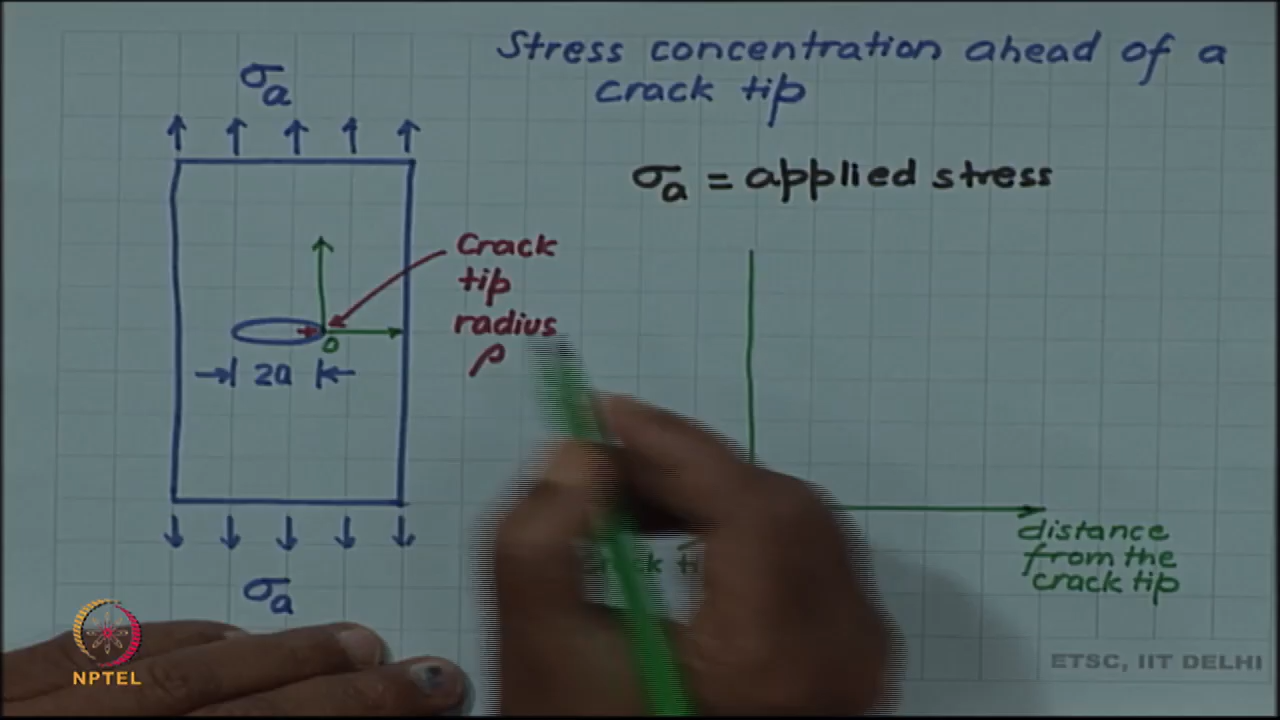 Stress concentration ahead of a
crack tip
σa
σa = applied stress
Crack
tip
radius
ρ
O
2a
distance
from the
crack tip
σa
NPTEL
ETSC, IIT DELHI